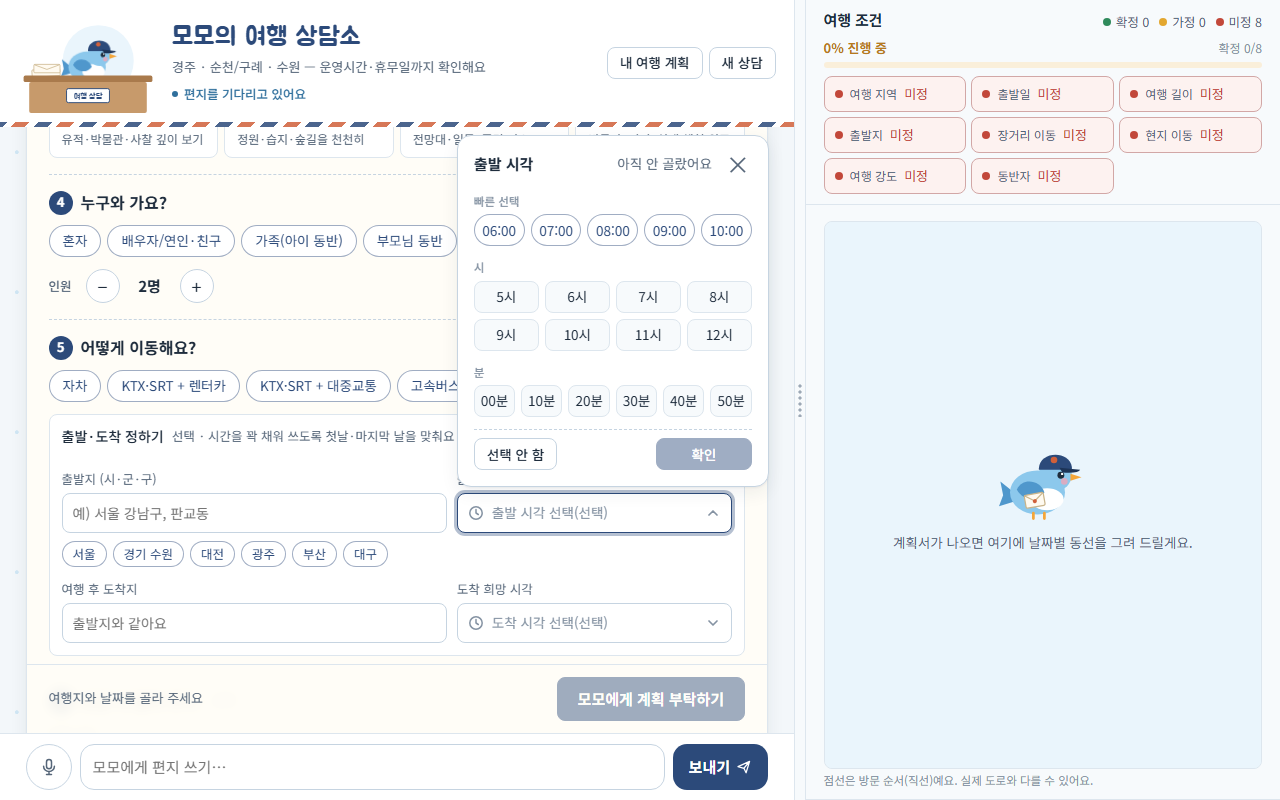 모모의 여행 상담소
경주 · 순천/구례 · 수원 — 운영시간·휴무일까지 확인해요
편지를 기다리고 있어요
여행 상담
내 여행 계획
새 상담
유적·박물관·사찰 깊이 보기
정원·습지·숲길을 천천히
4 누구와 가요?
혼자
배우자/연인·친구
가족(아이 동반)
부모님 동반
인원
−
2명
+
5 어떻게 이동해요?
자차
KTX·SRT + 렌터카
KTX·SRT + 대중교통
고속버스
출발·도착 정하기 선택 · 시간을 꽉 채워 쓰도록 첫날·마지막 날을 맞춰요
출발지 (시·군·구)
예) 서울 강남구, 판교동
서울
경기 수원
대전
광주
부산
대구
출발 시각 선택(선택)
여행 후 도착지
출발지와 같아요
도착 희망 시각
도착 시각 선택(선택)
출발 시각
아직 안 골랐어요
빠른 선택
06:00 07:00 08:00 09:00 10:00
시
5시 6시 7시 8시
9시 10시 11시 12시
분
00분 10분 20분 30분 40분 50분
선택 안 함
확인
여행지와 날짜를 골라 주세요
모모에게 계획 부탁하기
모모에게 편지 쓰기…
보내기
여행 조건
확정 0 가정 0 미정 8
0% 진행 중
확정 0/8
여행 지역 미정
출발일 미정
여행 길이 미정
출발지 미정
장거리 이동 미정
현지 이동 미정
여행 강도 미정
동반자 미정
계획서가 나오면 여기에 날짜별 동선을 그려 드릴게요.
점선은 방문 순서(직선)예요. 실제 도로와 다를 수 있어요.